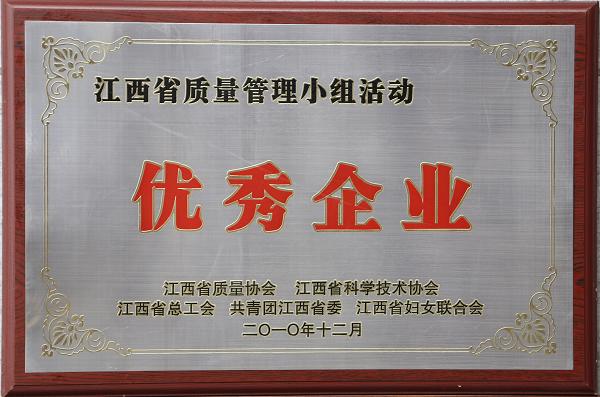 江西省质量管理小组活动
优秀企业
江西省质量协会 江西省科学技术协会
江西省总工会 共青团江西省委 江西省妇女联合会
二〇一〇年十二月